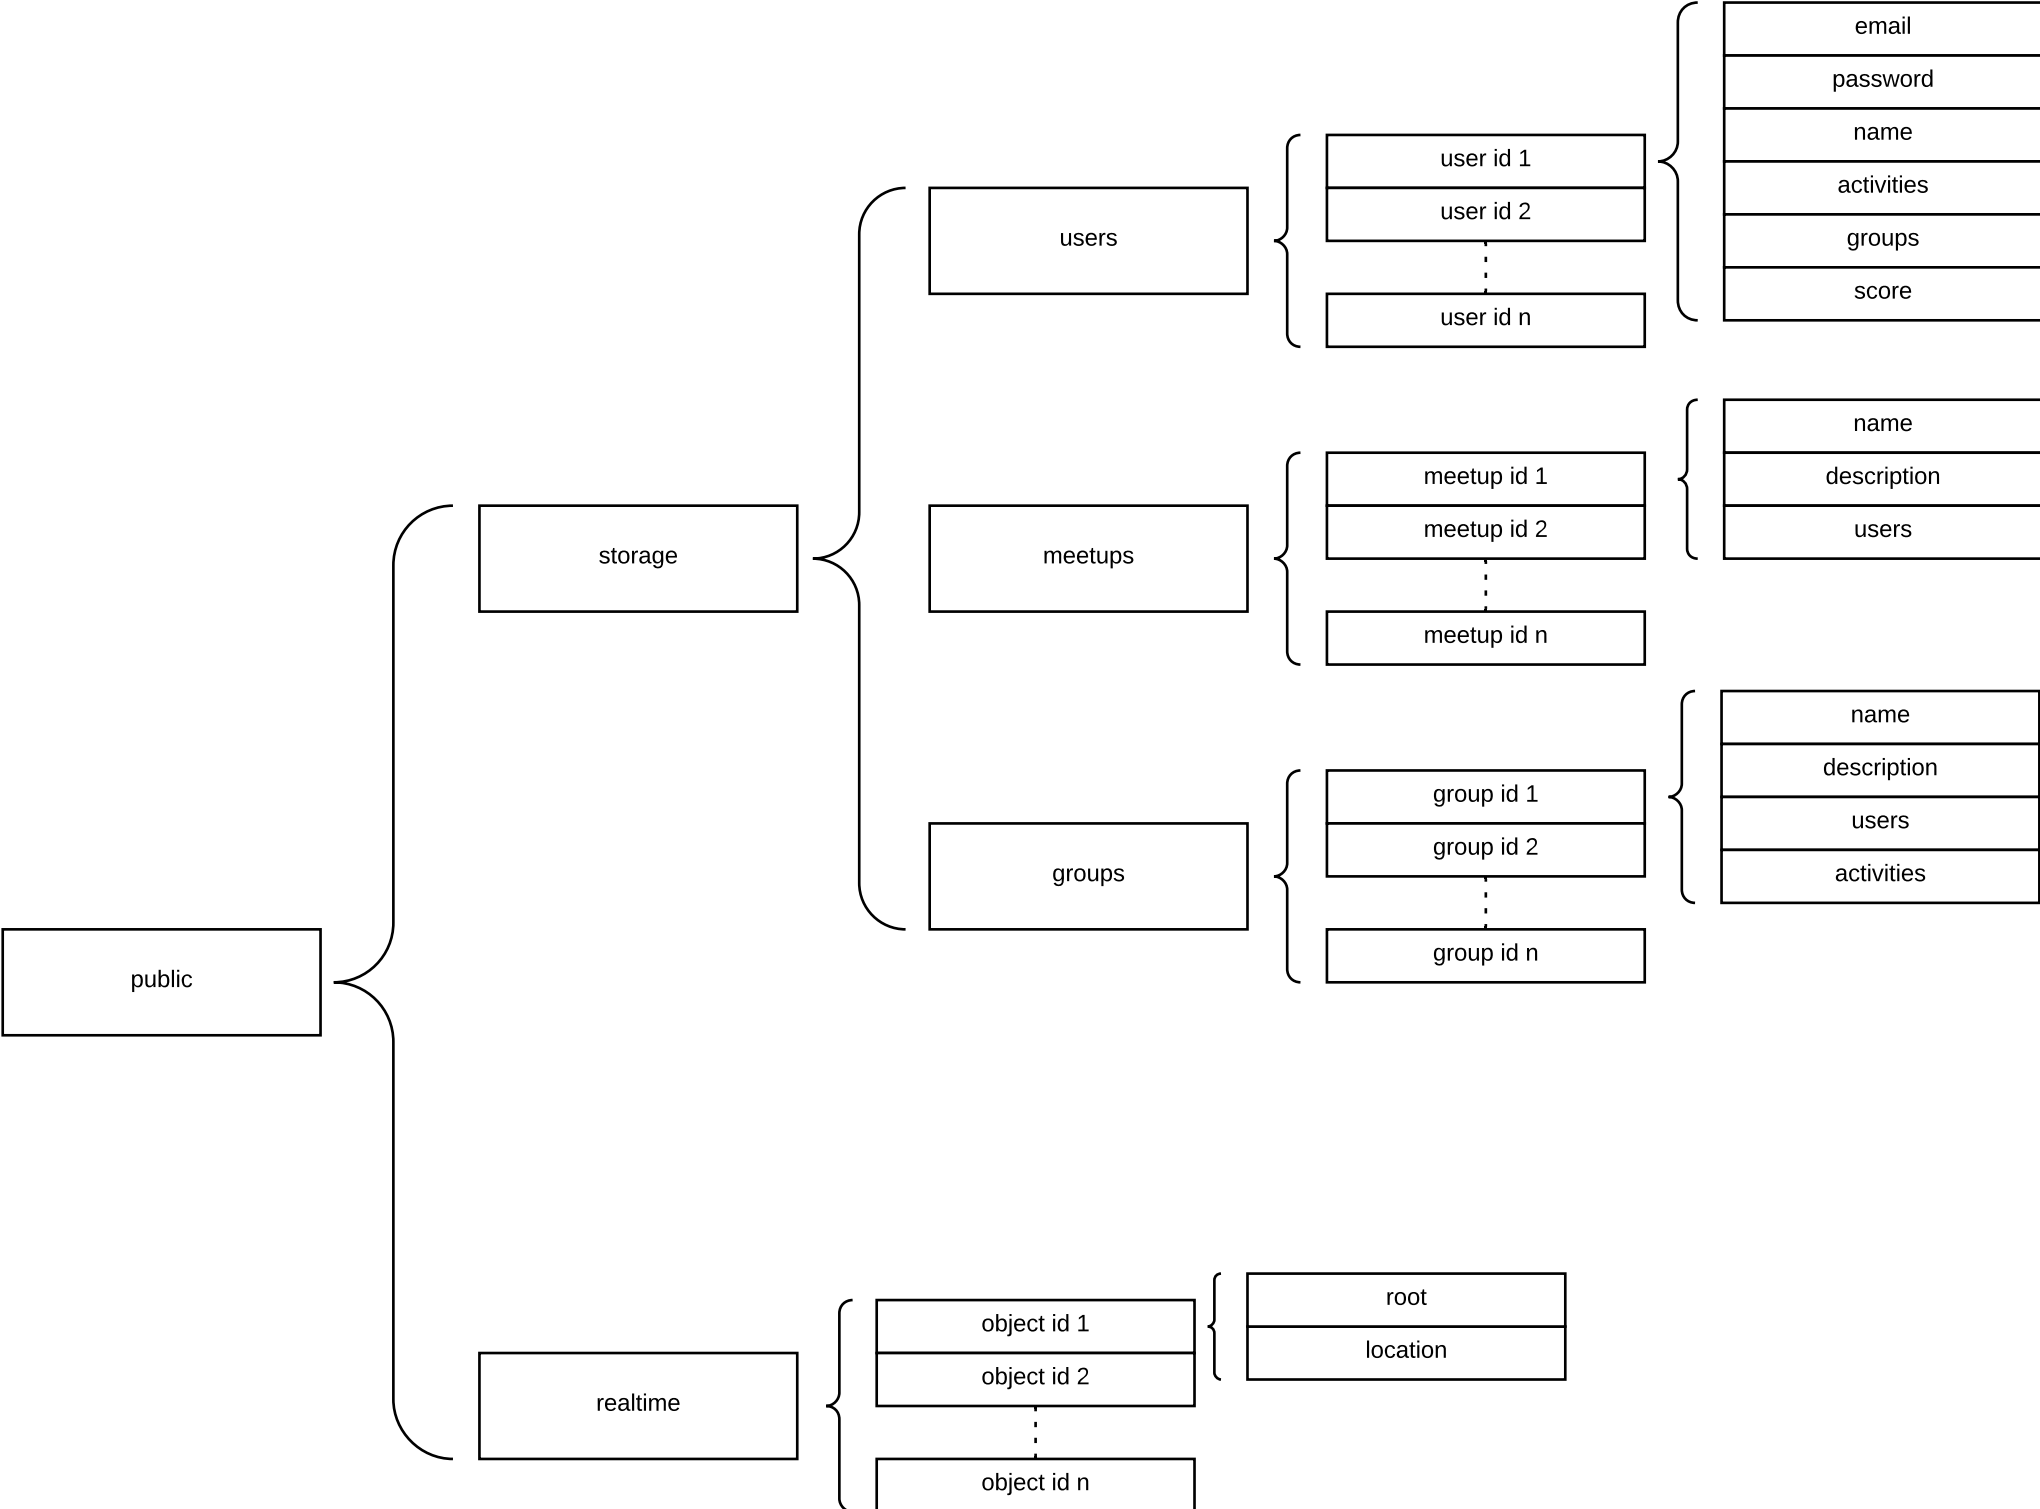 public
storage
users
user id 1
user id 2
user id n
email
password
name
activities
groups
score
meetups
meetup id 1
meetup id 2
meetup id n
name
description
users
groups
group id 1
group id 2
group id n
name
description
users
activities
realtime
object id 1
object id 2
object id n
root
location